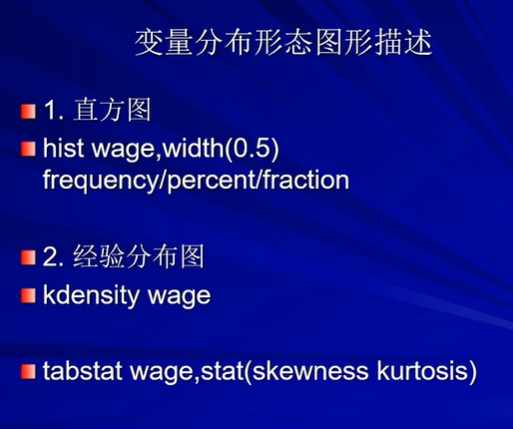 变量分布形态图形描述
1. 直方图
hist wage,width(0.5)
frequency/percent/fraction
2. 经验分布图
kdensity wage
tabstat wage,stat(skewness kurtosis)